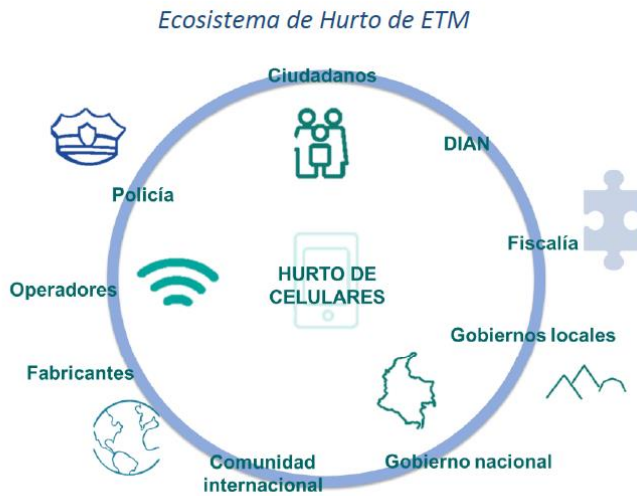 Ecosistema de Hurto de ETM
Ciudadanos
DIAN
Policía
Fiscalía
Operadores
HURTO DE
CELULARES
Gobiernos locales
Fabricantes
Comunidad
internacional
Gobierno nacional